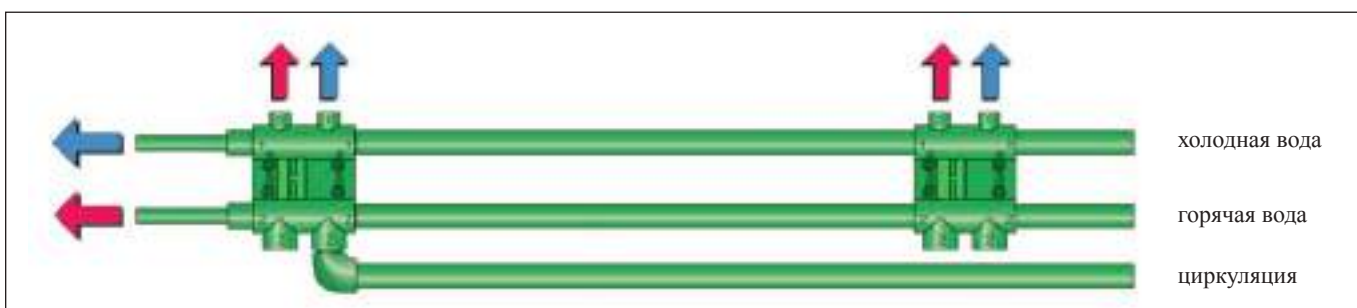 холодная вода
горячая вода
циркуляция